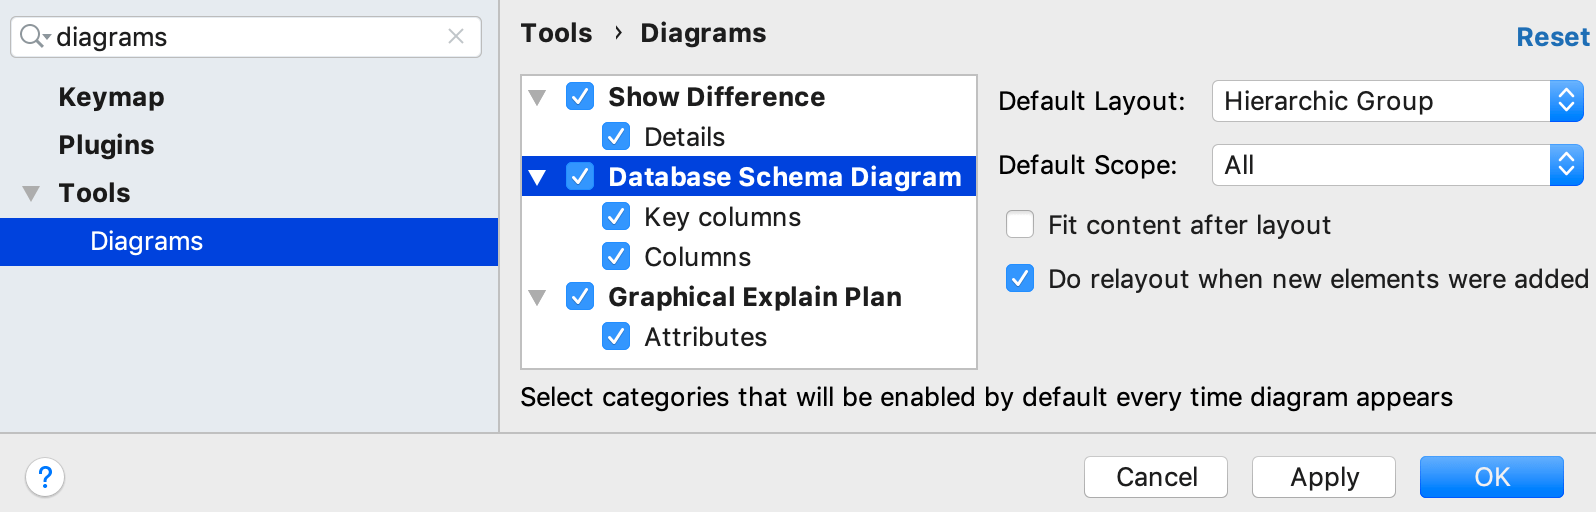 diagrams
Keymap
Plugins
Tools
Diagrams
Tools › Diagrams
Reset
Show Difference
Details
Database Schema Diagram
Key columns
Columns
Graphical Explain Plan
Attributes
Default Layout: Hierarchic Group
Default Scope: All
Fit content after layout
Do relayout when new elements were added
Select categories that will be enabled by default every time diagram appears
?
Cancel Apply OK